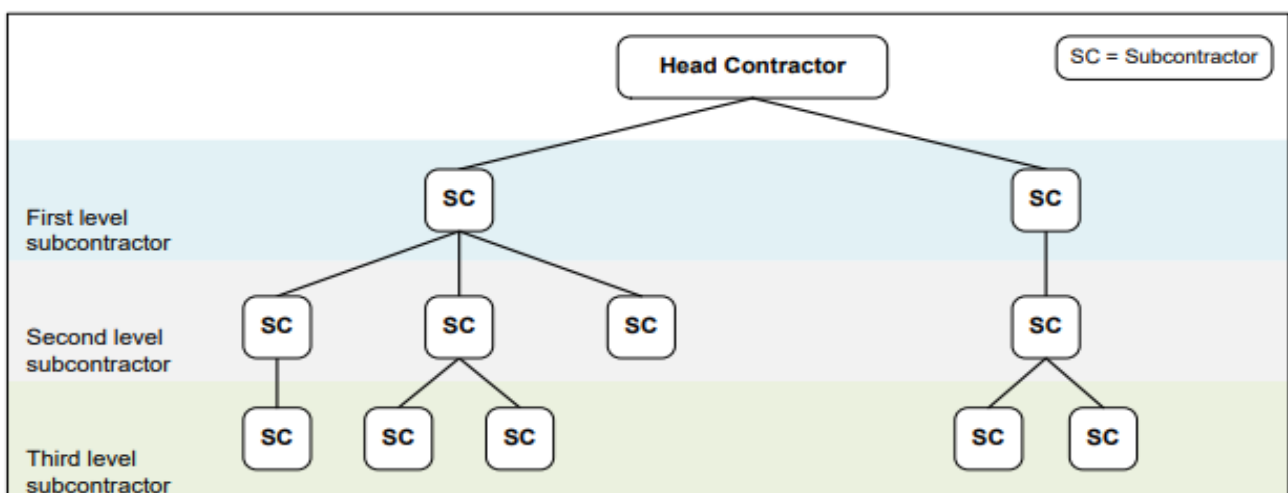 Head Contractor
SC = Subcontractor
SC
SC
First level
subcontractor
SC
SC
SC
SC
Second level
subcontractor
SC
SC
SC
SC
SC
Third level
subcontractor